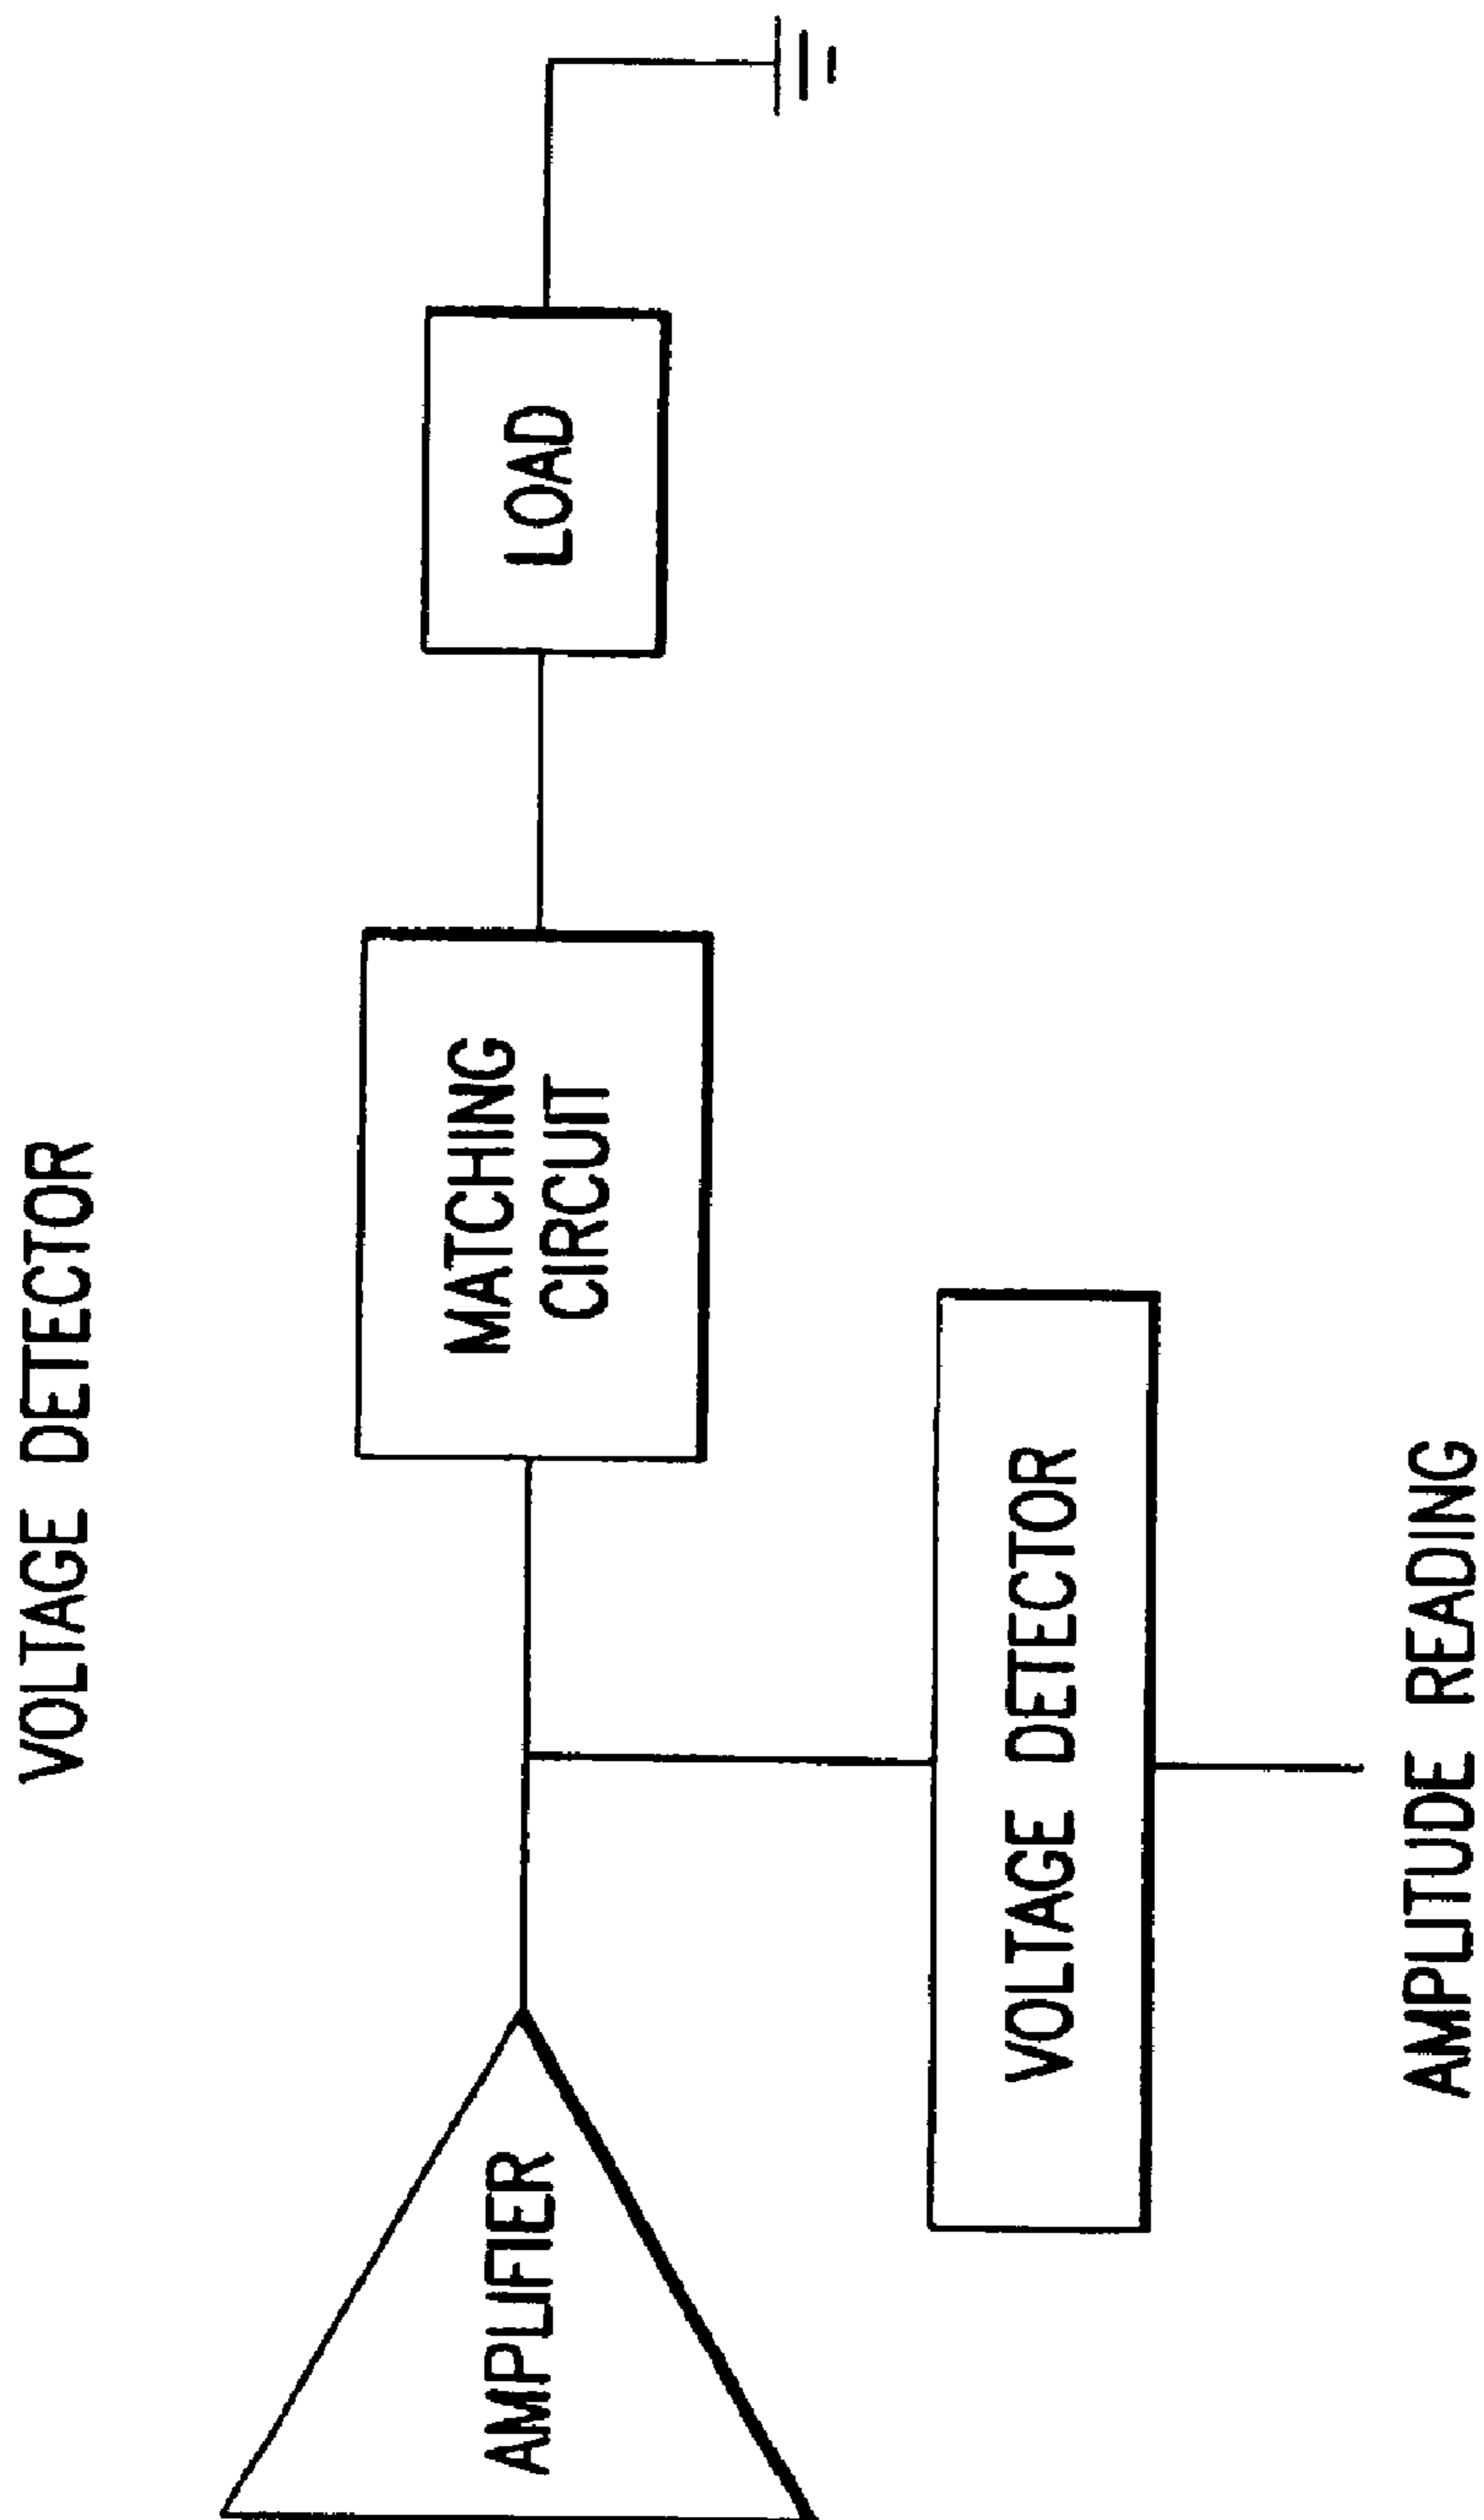 VOLTAGE DETECTOR
AMPLIFIER
MATCHING
CIRCUIT
LOAD
VOLTAGE DETECTOR
AMPLITUDE READING